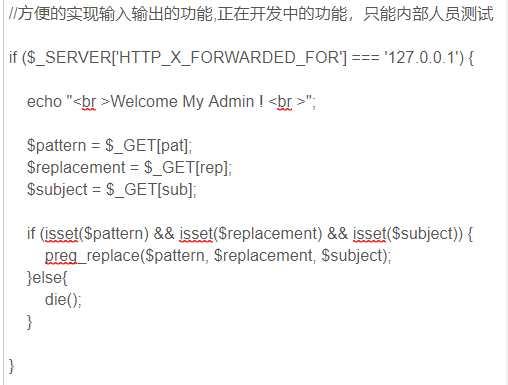 //方便的实现输入输出的功能,正在开发中的功能，只能内部人员测试
if ($_SERVER['HTTP_X_FORWARDED_FOR'] === '127.0.0.1') {
echo "<br >Welcome My Admin ! <br >";
$pattern = $_GET[pat];
$replacement = $_GET[rep];
$subject = $_GET[sub];
if (isset($pattern) && isset($replacement) && isset($subject)) {
preg_replace($pattern, $replacement, $subject);
}else{
die();
}
}